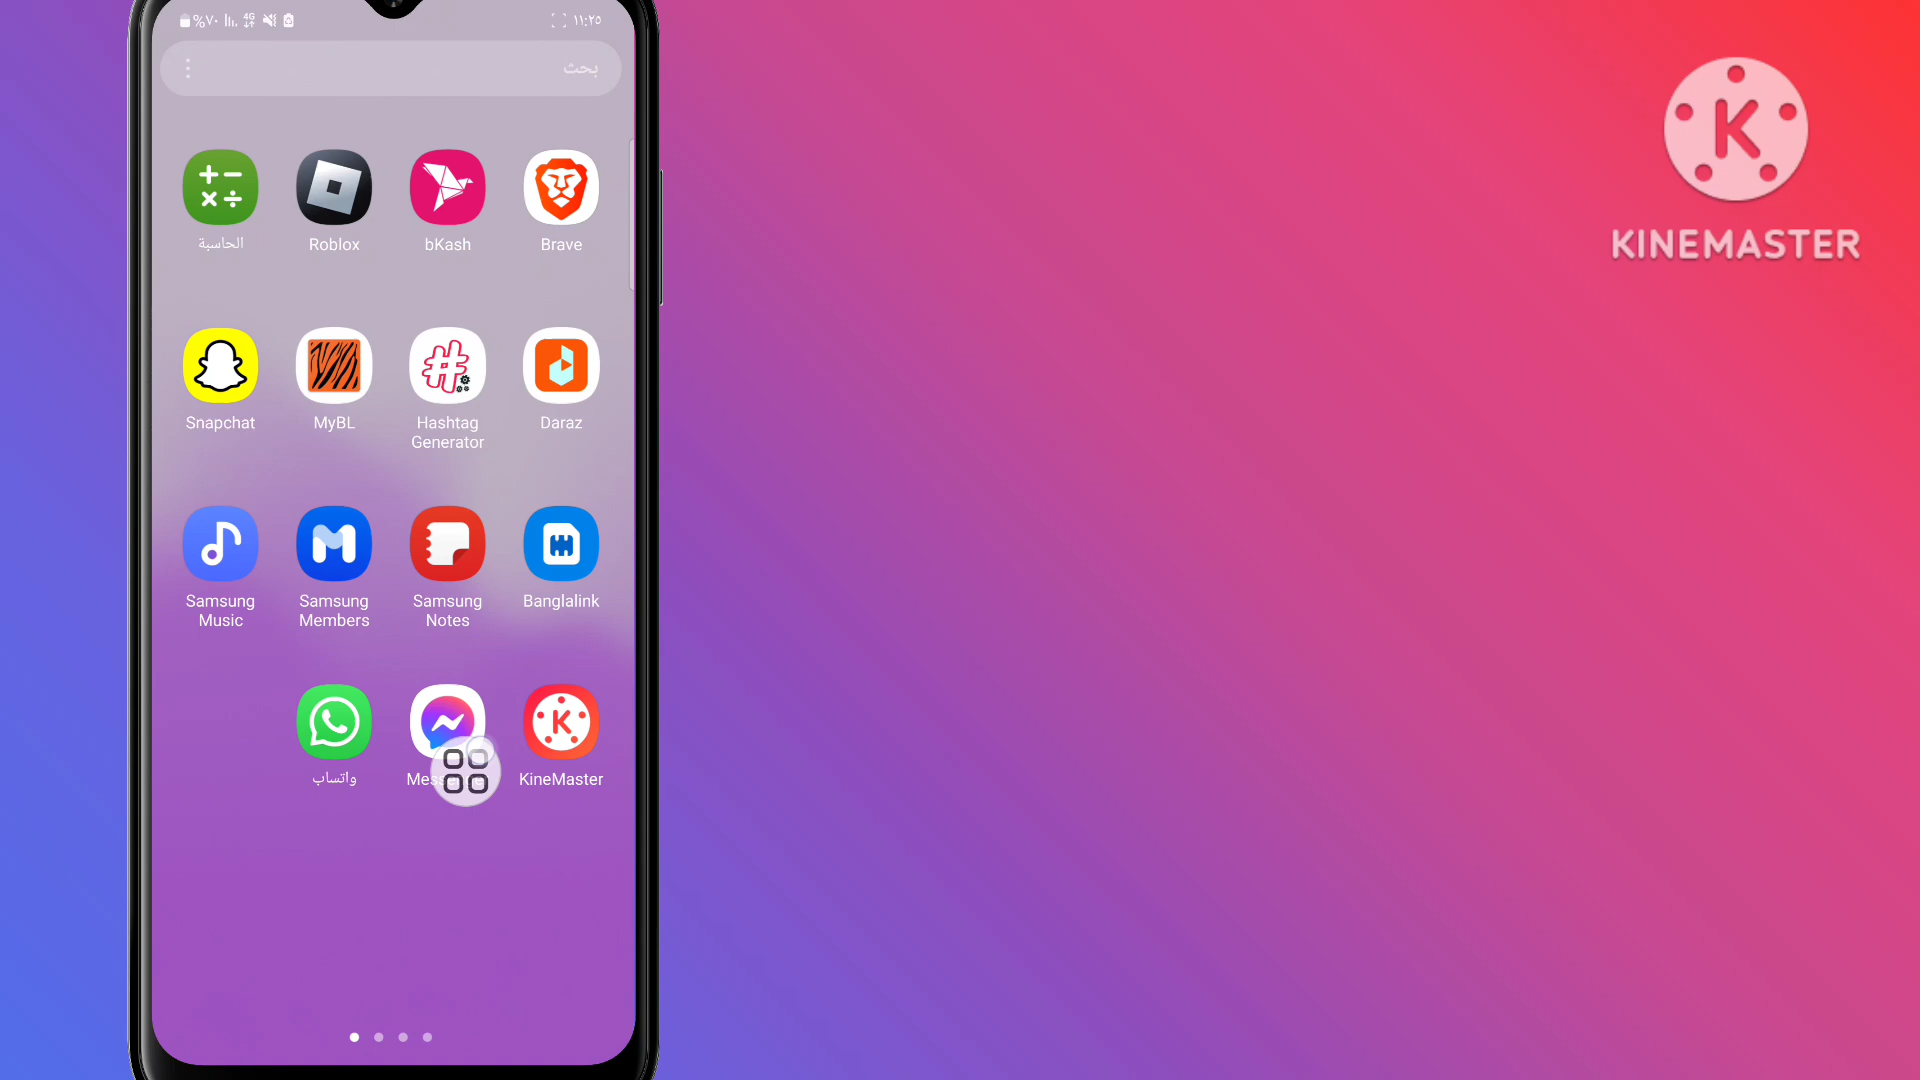 %٧٠ 4G ١١:٢٥
بحث
الحاسبة
Roblox
bKash
Brave
Snapchat
MyBL
Hashtag
Generator
Daraz
Samsung
Music
Samsung
Members
Samsung
Notes
Banglalink
واتساب
KineMaster
K
KINEMASTER